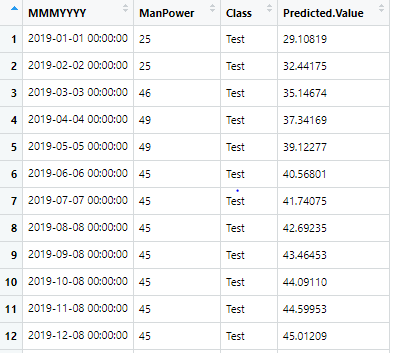 MMMYYYY ManPower Class Predicted.Value
1 2019-01-01 00:00:00 25 Test 29.10819
2 2019-02-02 00:00:00 25 Test 32.44175
3 2019-03-03 00:00:00 46 Test 35.14674
4 2019-04-04 00:00:00 49 Test 37.34169
5 2019-05-05 00:00:00 49 Test 39.12277
6 2019-06-06 00:00:00 45 Test 40.56801
7 2019-07-07 00:00:00 45 Test 41.74075
8 2019-08-08 00:00:00 45 Test 42.69235
9 2019-09-08 00:00:00 45 Test 43.46453
10 2019-10-08 00:00:00 45 Test 44.09110
11 2019-11-08 00:00:00 45 Test 44.59953
12 2019-12-08 00:00:00 45 Test 45.01209